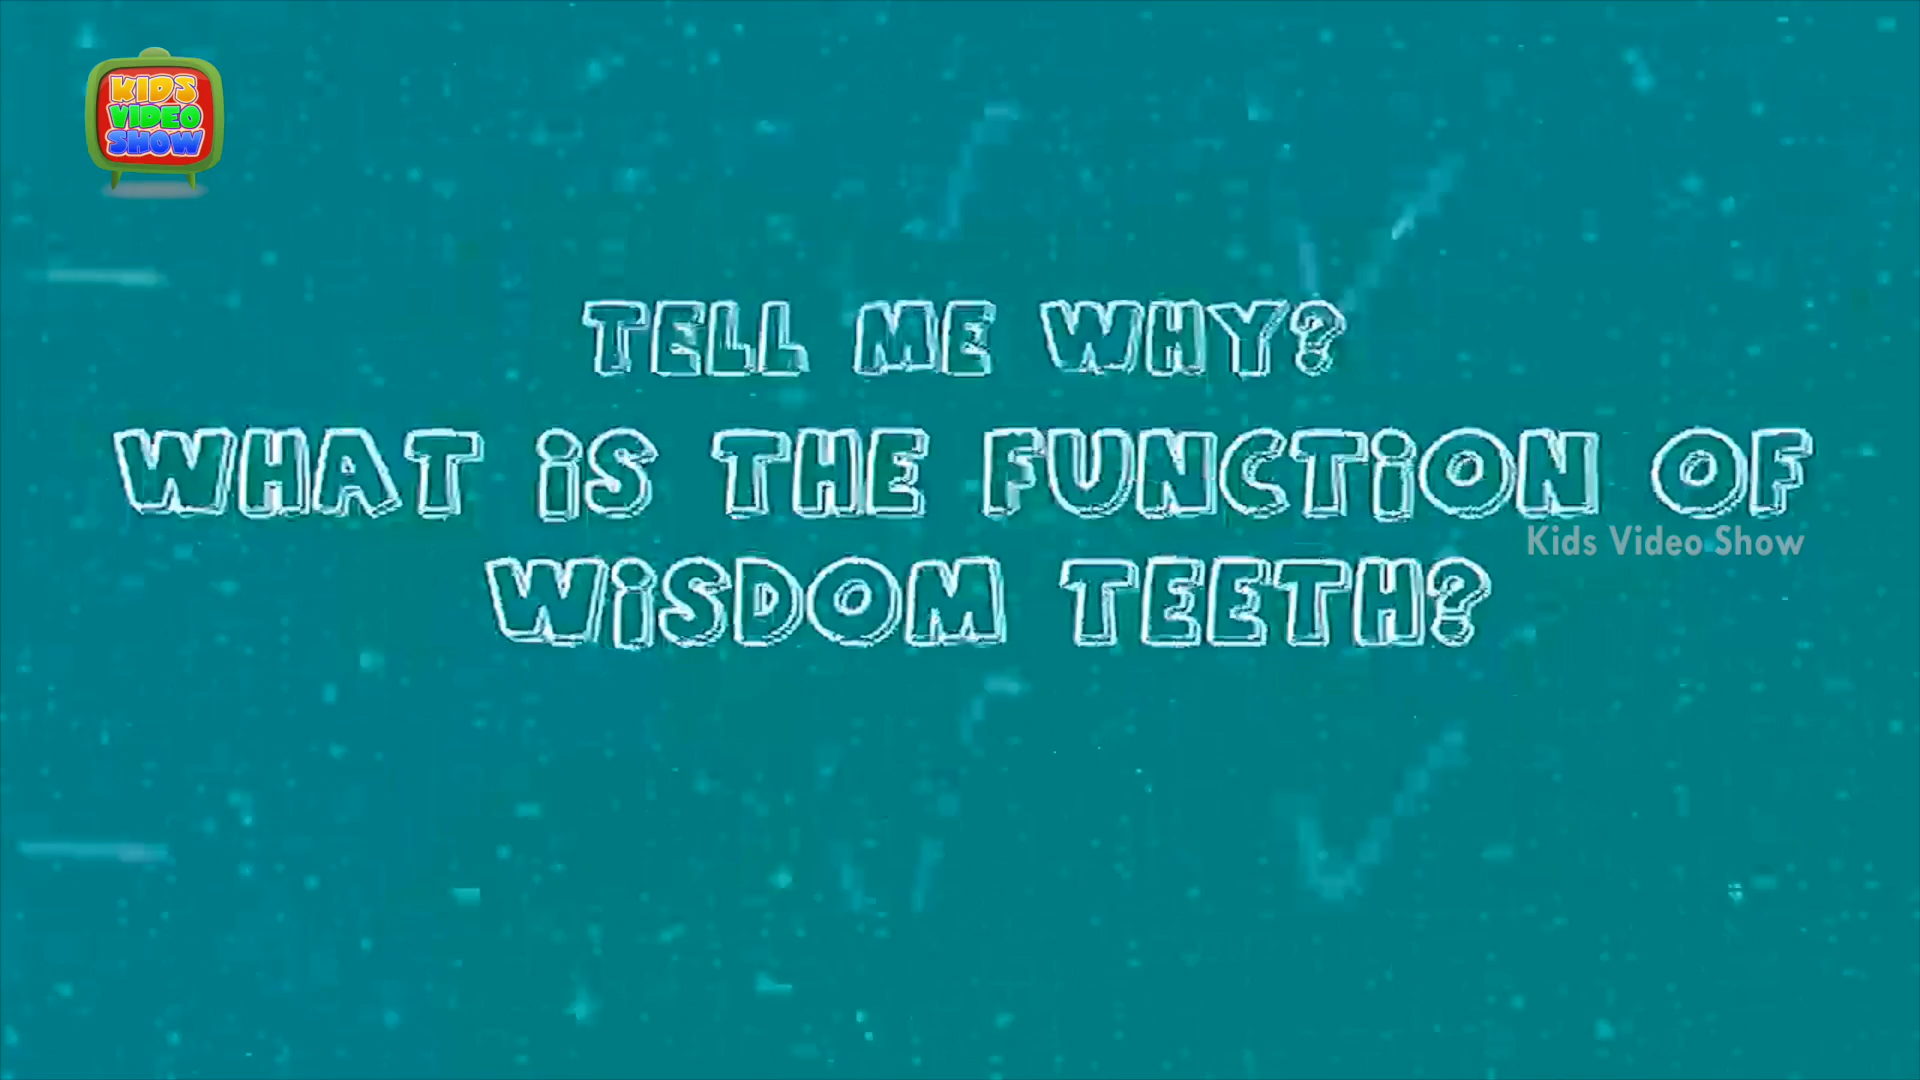 KIDS
VIDEO
SHOW
TELL ME WHY?
WHAT iS THE FUNCTiON OF
Kids Video Show
WiSDOM TEETH?